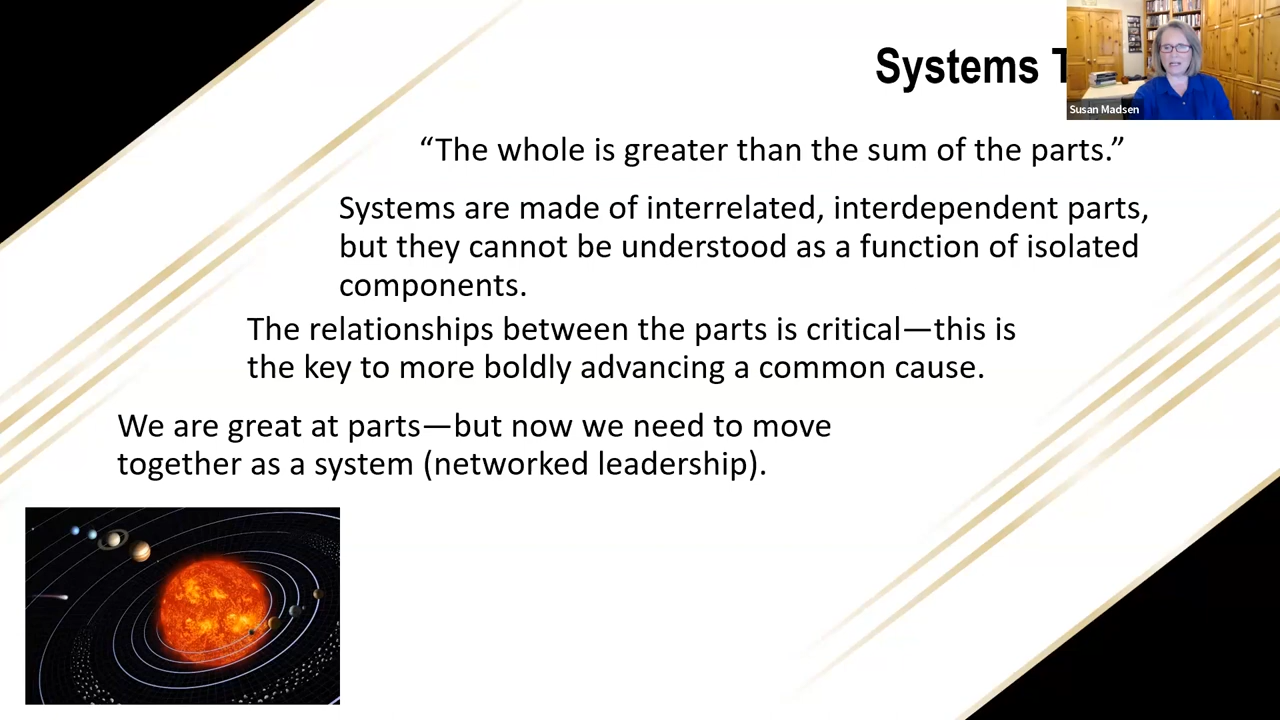 Systems
Susan Madsen
“The whole is greater than the sum of the parts.”
Systems are made of interrelated, interdependent parts,
but they cannot be understood as a function of isolated
components.
The relationships between the parts is critical—this is
the key to more boldly advancing a common cause.
We are great at parts—but now we need to move
together as a system (networked leadership).